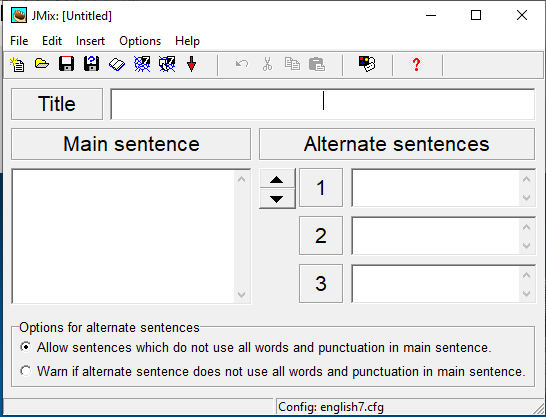 JMix: [Untitled]
File Edit Insert Options Help
?
Title
Main sentence Alternate sentences
1
2
3
Options for alternate sentences
Allow sentences which do not use all words and punctuation in main sentence.
Warn if alternate sentence does not use all words and punctuation in main sentence.
Config: english7.cfg